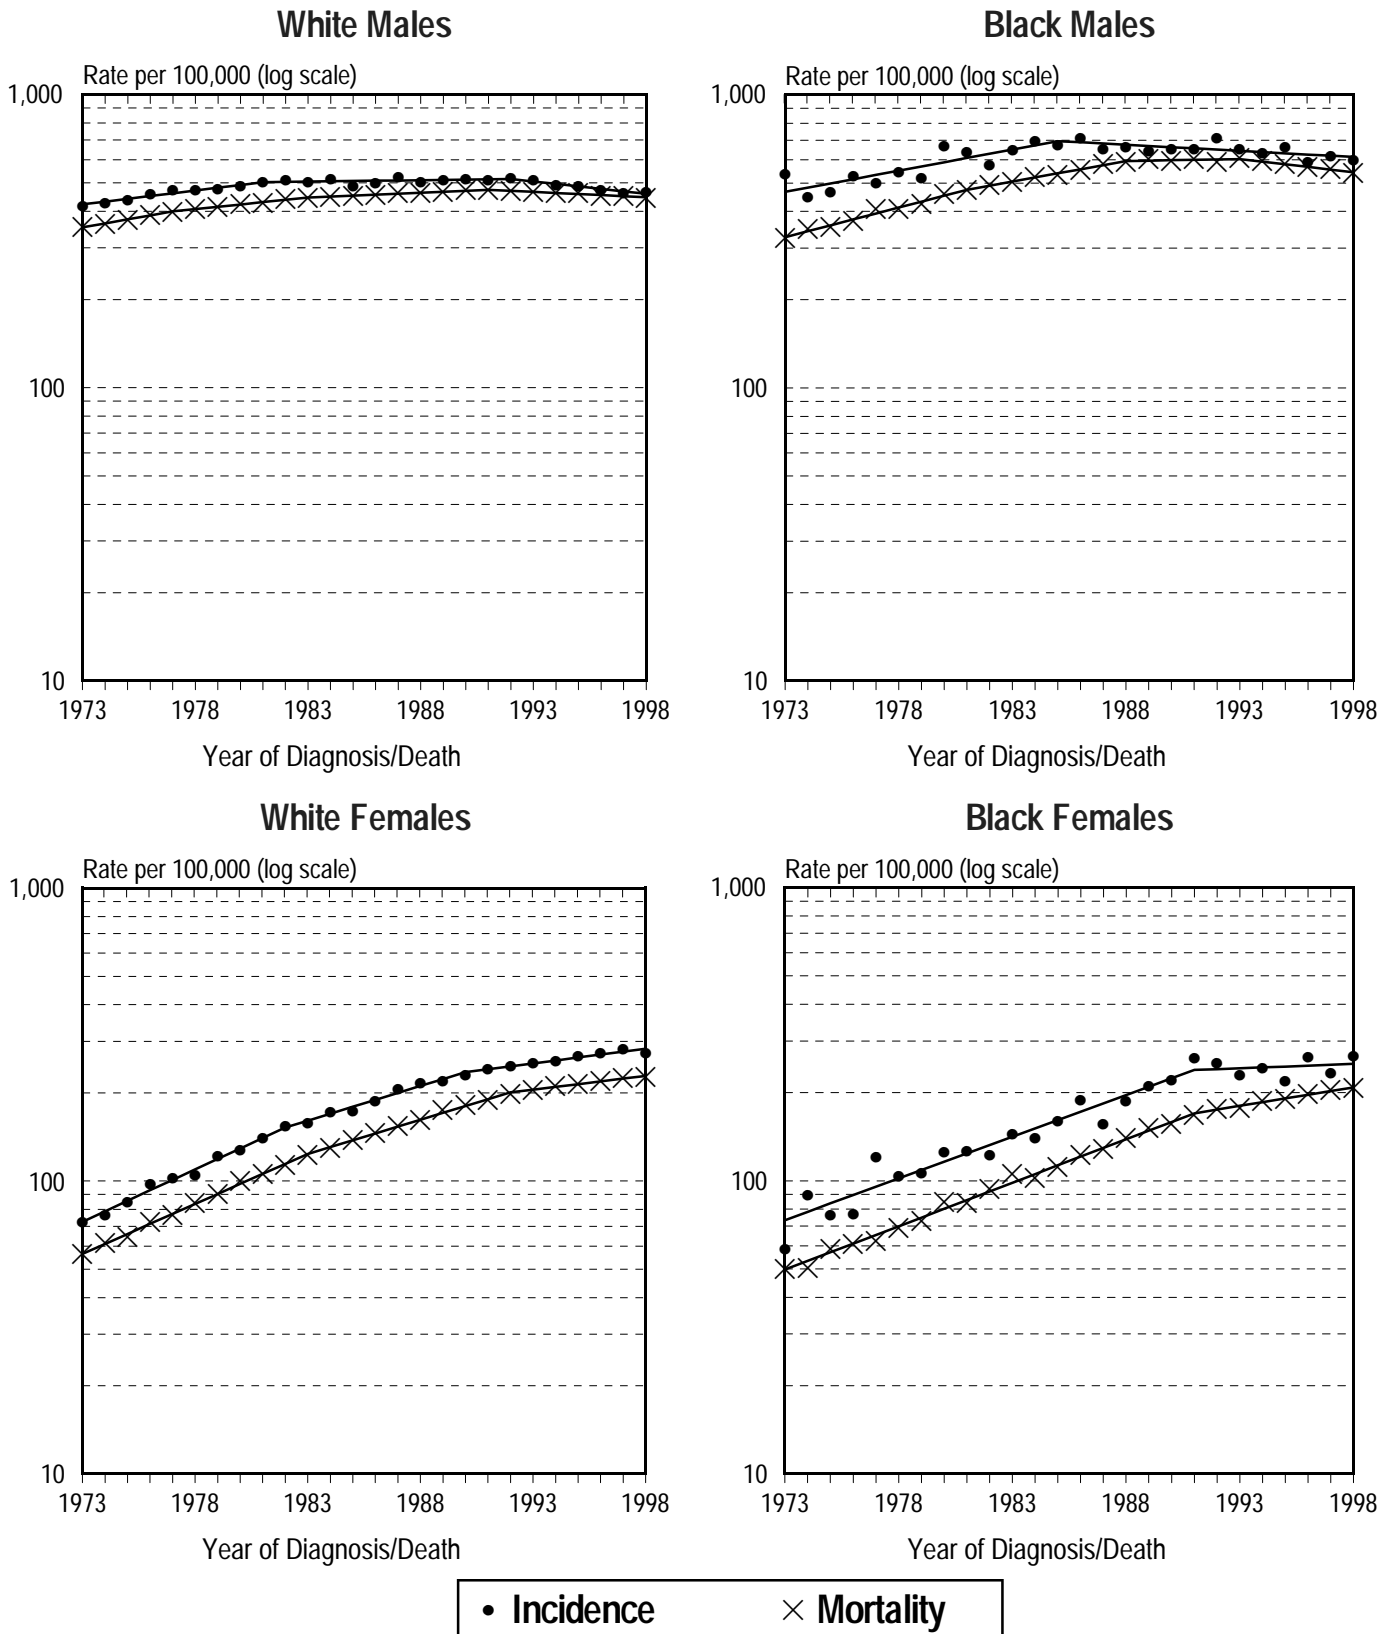 White Males
Rate per 100,000 (log scale)
1,000
100
10
1973 1978 1983 1988 1993 1998
Year of Diagnosis/Death
Black Males
Rate per 100,000 (log scale)
1,000
100
10
1973 1978 1983 1988 1993 1998
Year of Diagnosis/Death
White Females
Rate per 100,000 (log scale)
1,000
100
10
1973 1978 1983 1988 1993 1998
Year of Diagnosis/Death
Black Females
Rate per 100,000 (log scale)
1,000
100
10
1973 1978 1983 1988 1993 1998
Year of Diagnosis/Death
Incidence Mortality